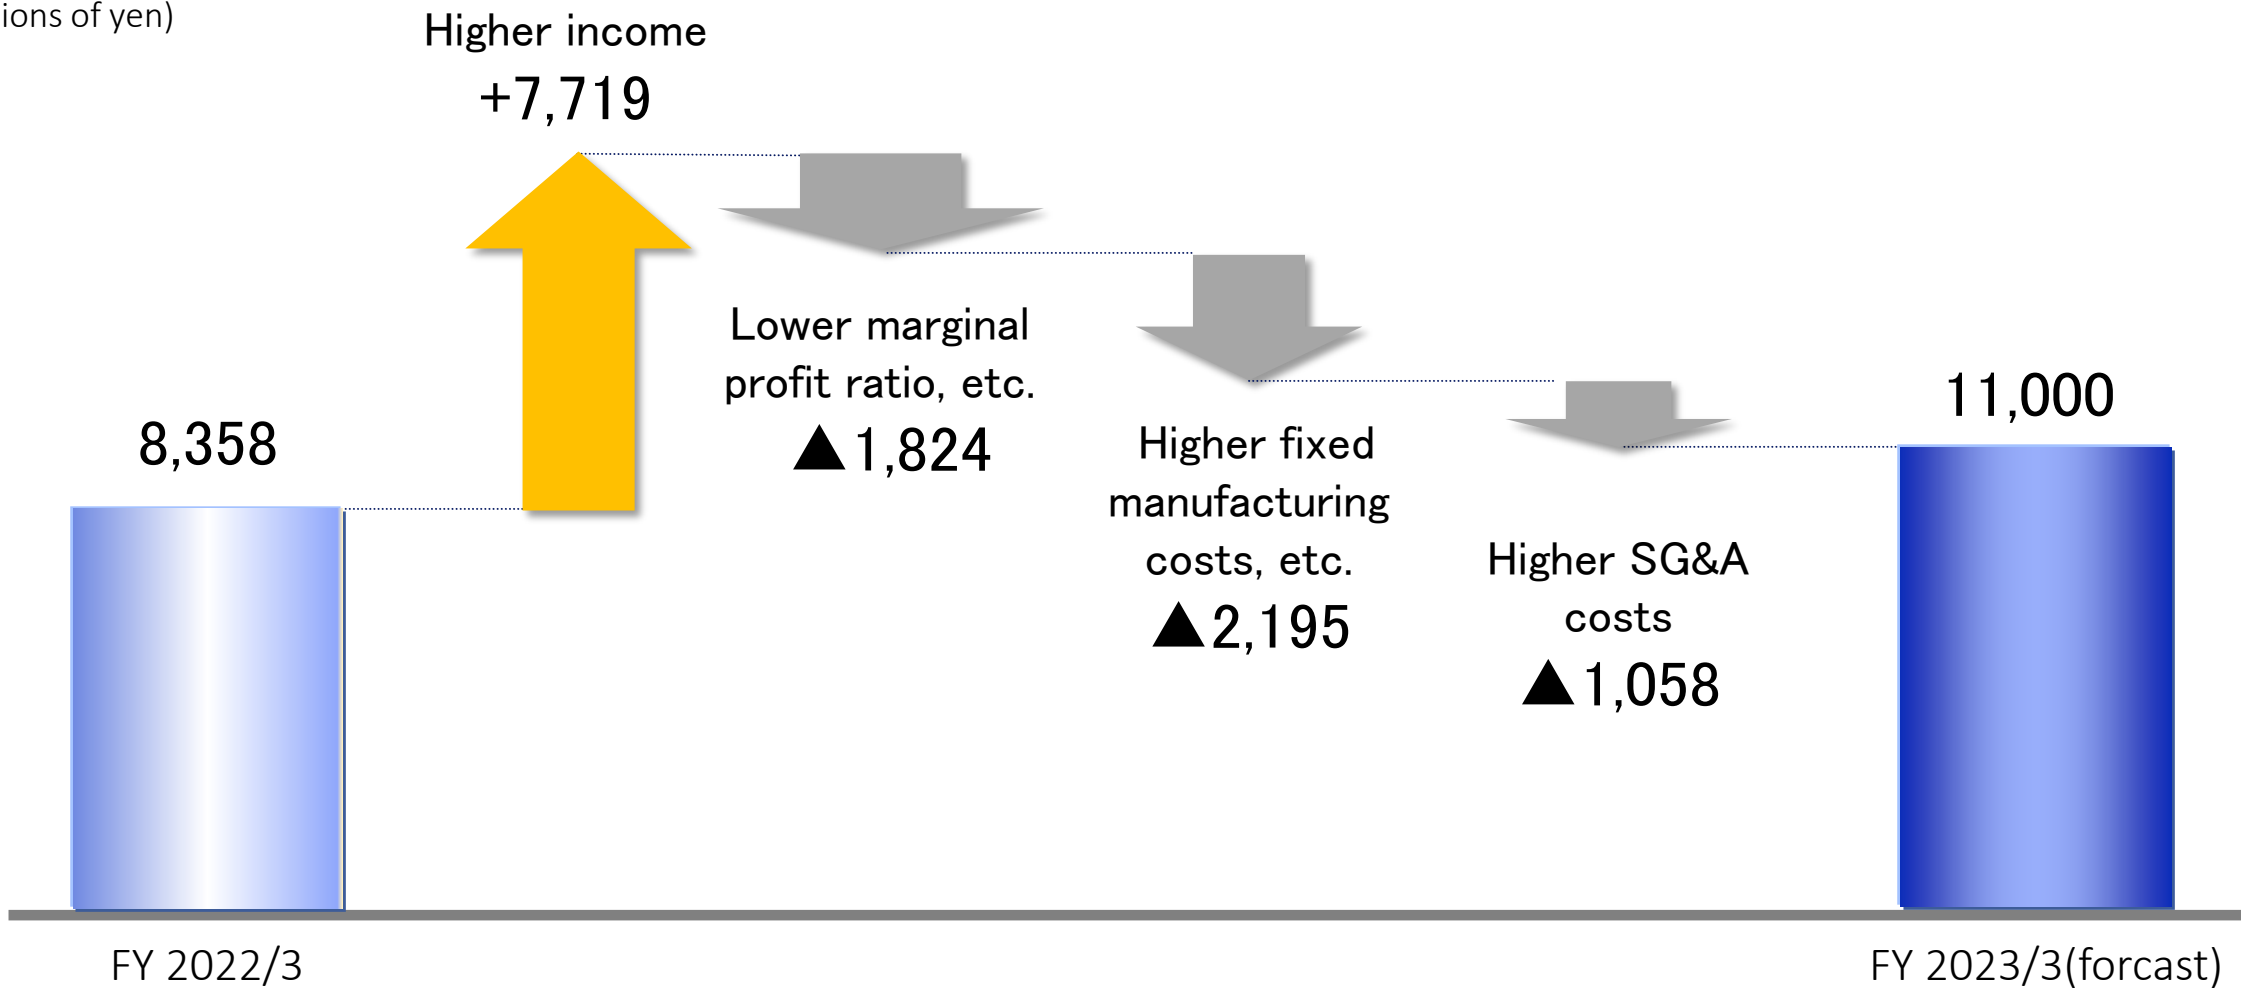 ions of yen)
Higher income
+7,719
Lower marginal
profit ratio, etc.
▲1,824
Higher fixed
manufacturing
costs, etc.
▲2,195
Higher SG&A
costs
▲1,058
8,358
11,000
FY 2022/3
FY 2023/3(forcast)